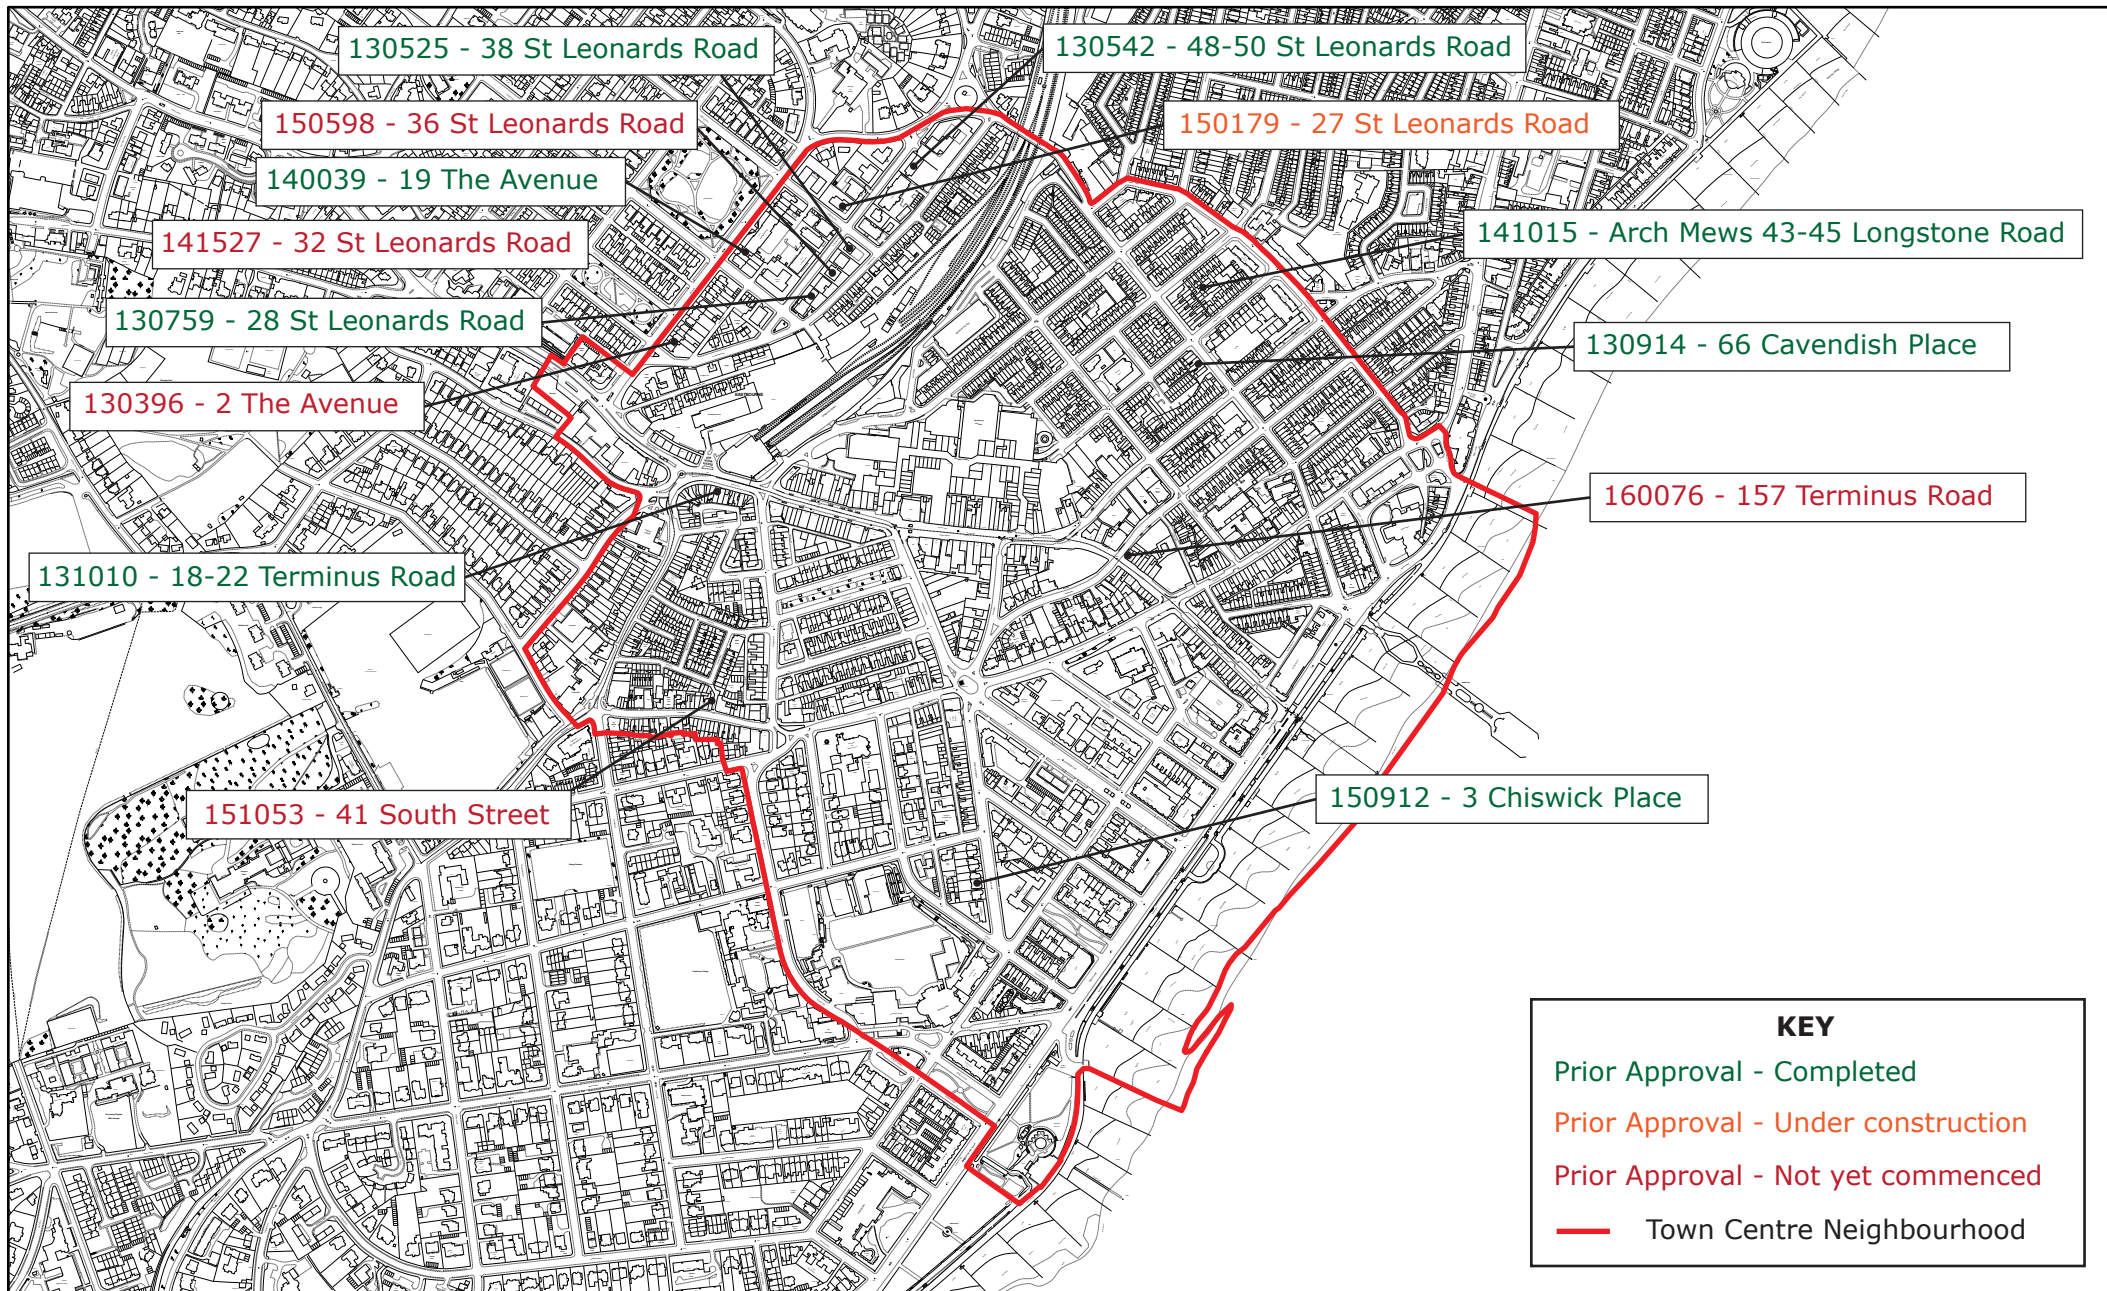 130525 - 38 St Leonards Road
130542 - 48-50 St Leonards Road
150598 - 36 St Leonards Road
150179 - 27 St Leonards Road
140039 - 19 The Avenue
141527 - 32 St Leonards Road
141015 - Arch Mews 43-45 Longstone Road
130759 - 28 St Leonards Road
130914 - 66 Cavendish Place
130396 - 2 The Avenue
160076 - 157 Terminus Road
131010 - 18-22 Terminus Road
150912 - 3 Chiswick Place
151053 - 41 South Street
KEY
Prior Approval - Completed
Prior Approval - Under construction
Prior Approval - Not yet commenced
Town Centre Neighbourhood